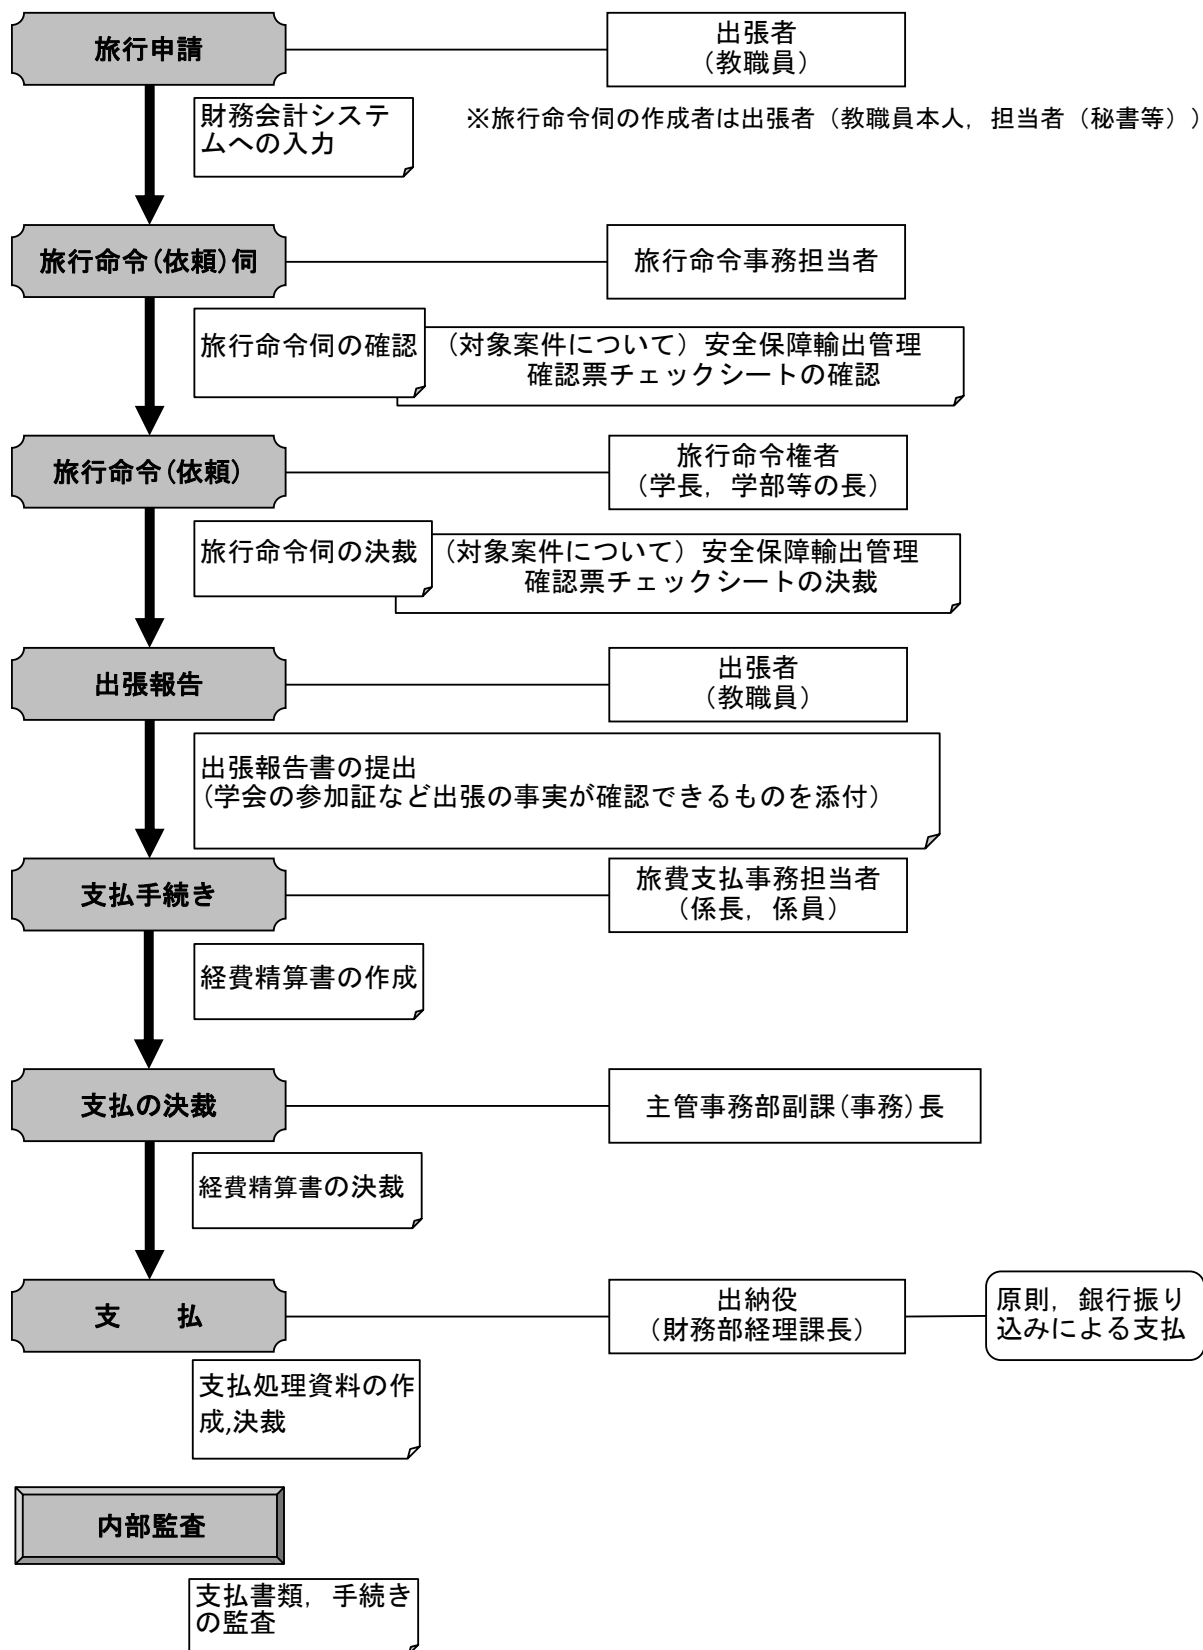 旅行申請
出張者
（教職員）
財務会計システ
ムへの入力
※旅行命令伺の作成者は出張者（教職員本人，担当者（秘書等））
旅行命令(依頼)伺
旅行命令事務担当者
旅行命令伺の確認
（対象案件について）安全保障輸出管理
確認票チェックシートの確認
旅行命令(依頼)
旅行命令権者
（学長，学部等の長）
旅行命令伺の決裁
（対象案件について）安全保障輸出管理
確認票チェックシートの決裁
出張報告
出張者
（教職員）
出張報告書の提出
(学会の参加証など出張の事実が確認できるものを添付）
支払手続き
旅費支払事務担当者
（係長，係員）
経費精算書の作成
支払の決裁
主管事務部副課(事務)長
経費精算書の決裁
支　　払
出納役
（財務部経理課長）
原則，銀行振り
込みによる支払
支払処理資料の作
成,決裁
内部監査
支払書類，手続き
の監査